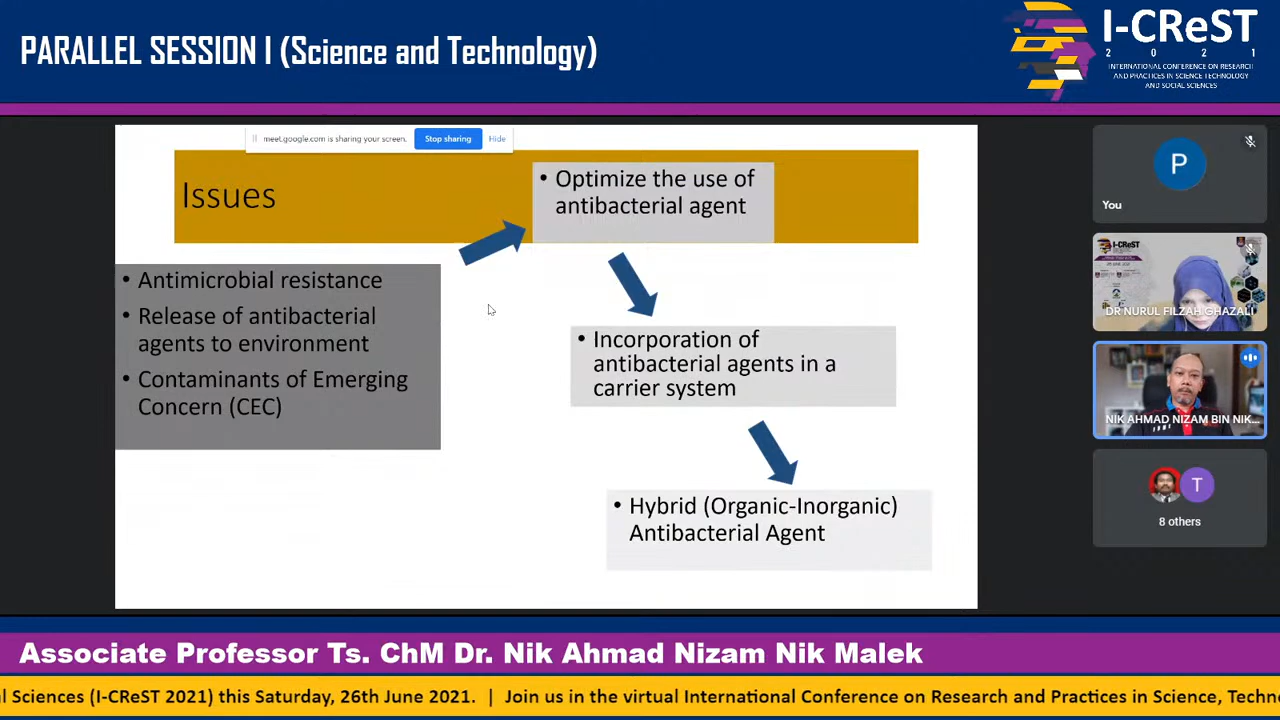 PARALLEL SESSION I (Science and Technology)
I-CReST
2 0 2 1
INTERNATIONAL CONFERENCE ON RESEARCH
AND PRACTICES IN SCIENCE TECHNOLOGY
AND SOCIAL SCIENCES
meet.google.com is sharing your screen.
Stop sharing
Hide
Issues
• Optimize the use of
antibacterial agent
• Antimicrobial resistance
• Release of antibacterial
agents to environment
• Contaminants of Emerging
Concern (CEC)
• Incorporation of
antibacterial agents in a
carrier system
• Hybrid (Organic-Inorganic)
Antibacterial Agent
P
You
I-CReST
DR NURUL FILZAH GHAZALI
NIK AHMAD NIZAM BIN NIK...
T
8 others
Associate Professor Ts. ChM Dr. Nik Ahmad Nizam Nik Malek
al Sciences (I-CReST 2021) this Saturday, 26th June 2021. | Join us in the virtual International Conference on Research and Practices in Science, Techno